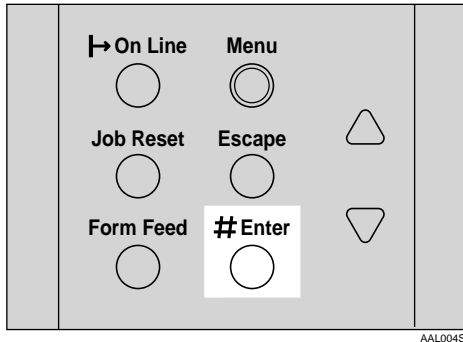 On Line Menu
Job Reset Escape
Form Feed # Enter
AAL004S